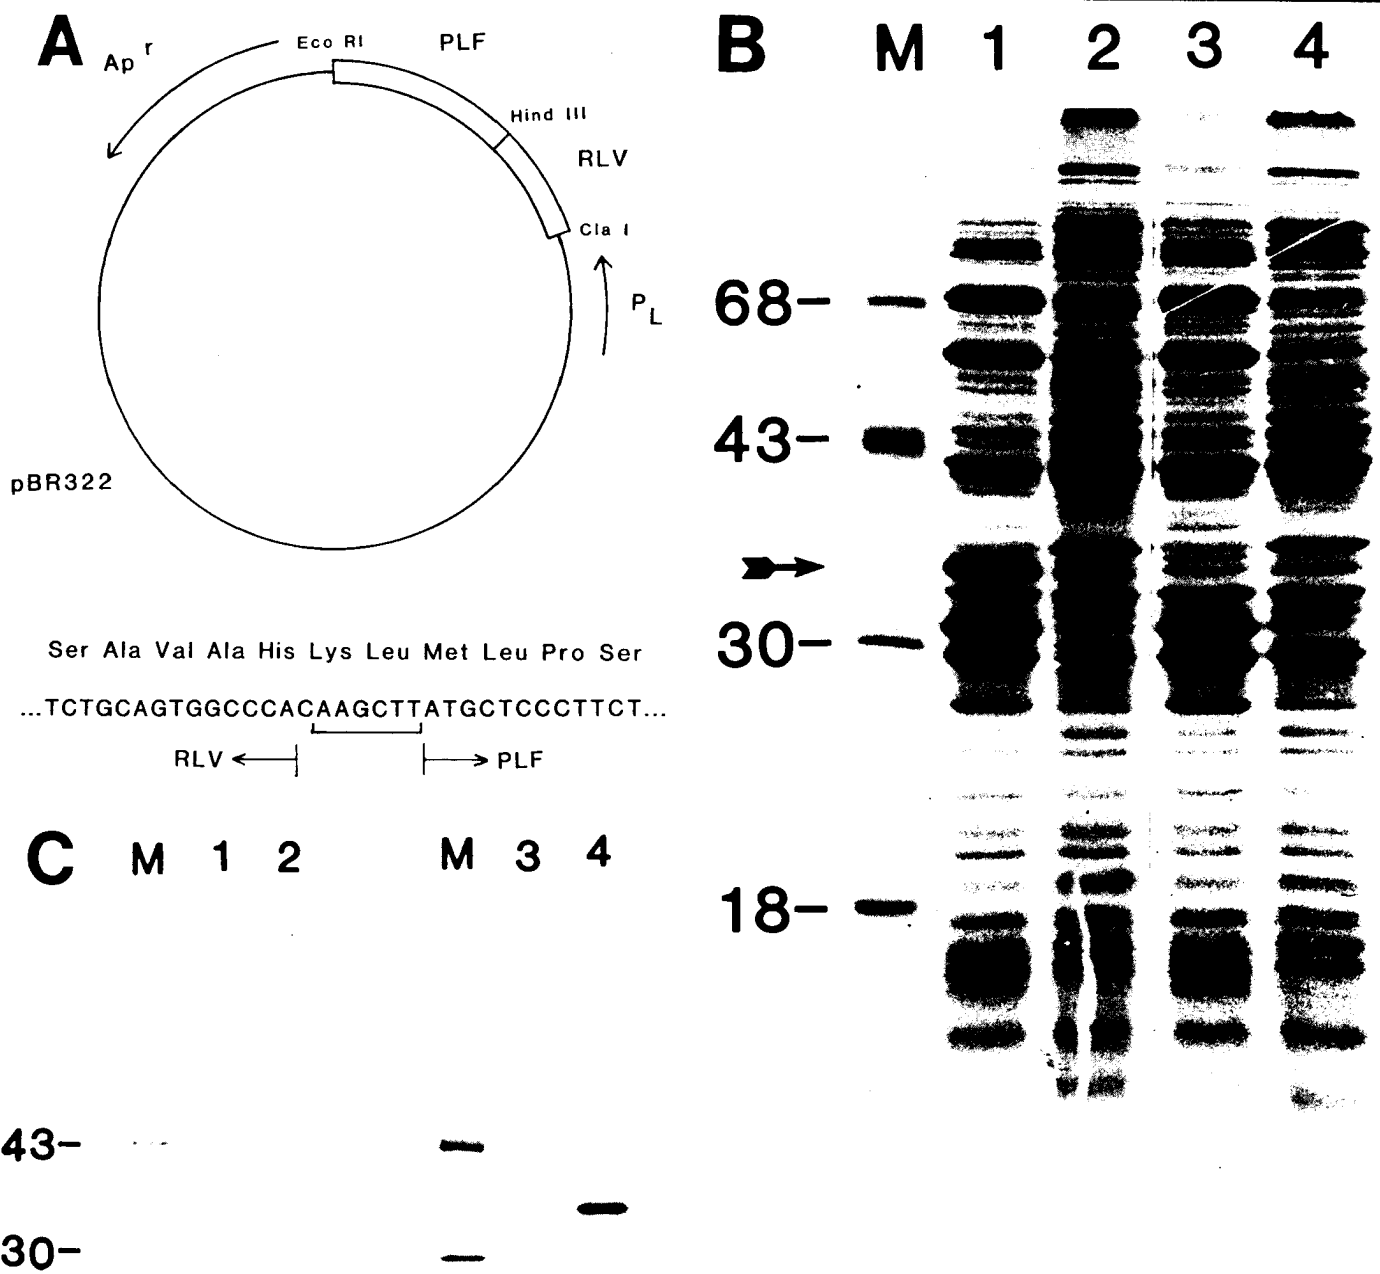 A
Ap r
Eco RI
PLF
Hind III
RLV
Cla I
PL
pBR322
Ser Ala Val Ala His Lys Leu Met Leu Pro Ser
...TCTGCAGTGGCCCACAAGCTTATGCTCCCTTCT...
RLV
PLF
B
M 1 2 3 4
68-
43-
30-
18-
C
M 1 2 M 3 4
43-
30-